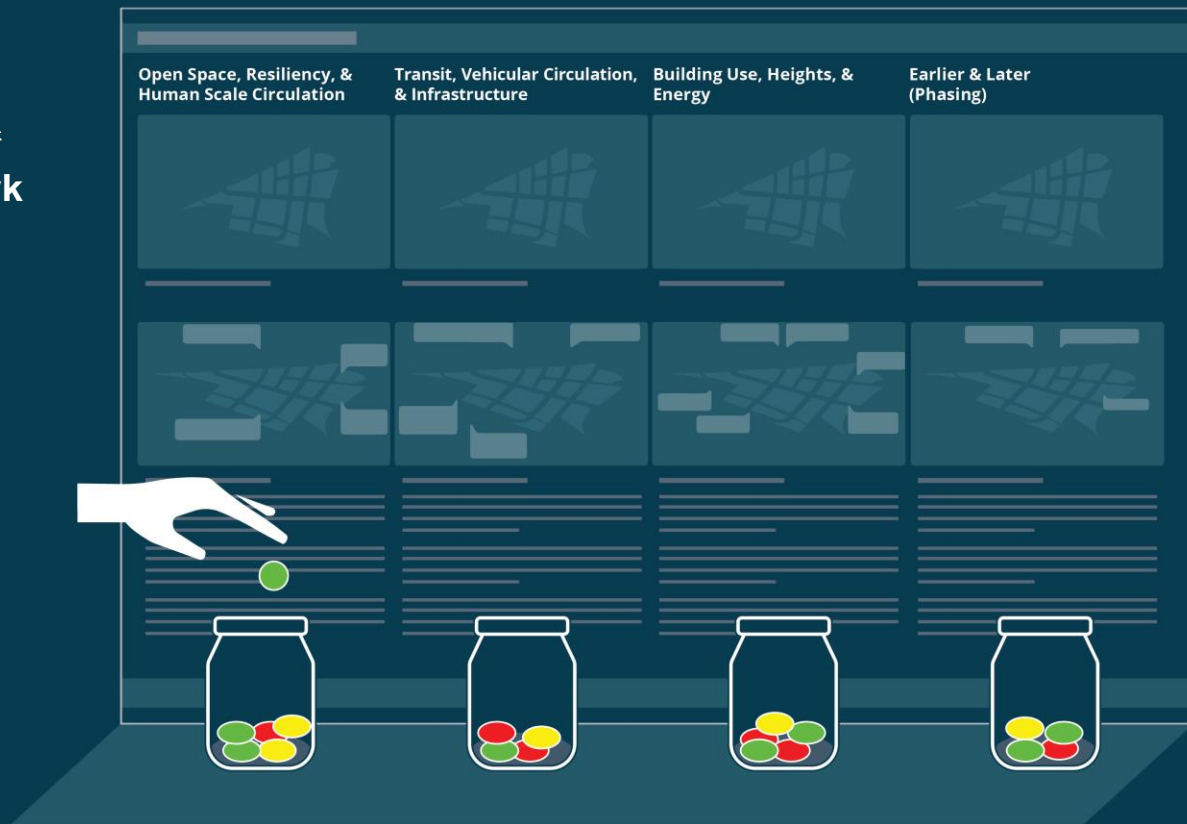 Open Space, Resiliency, &
Human Scale Circulation
Transit, Vehicular Circulation,
& Infrastructure
Building Use, Heights, &
Energy
Earlier & Later
(Phasing)